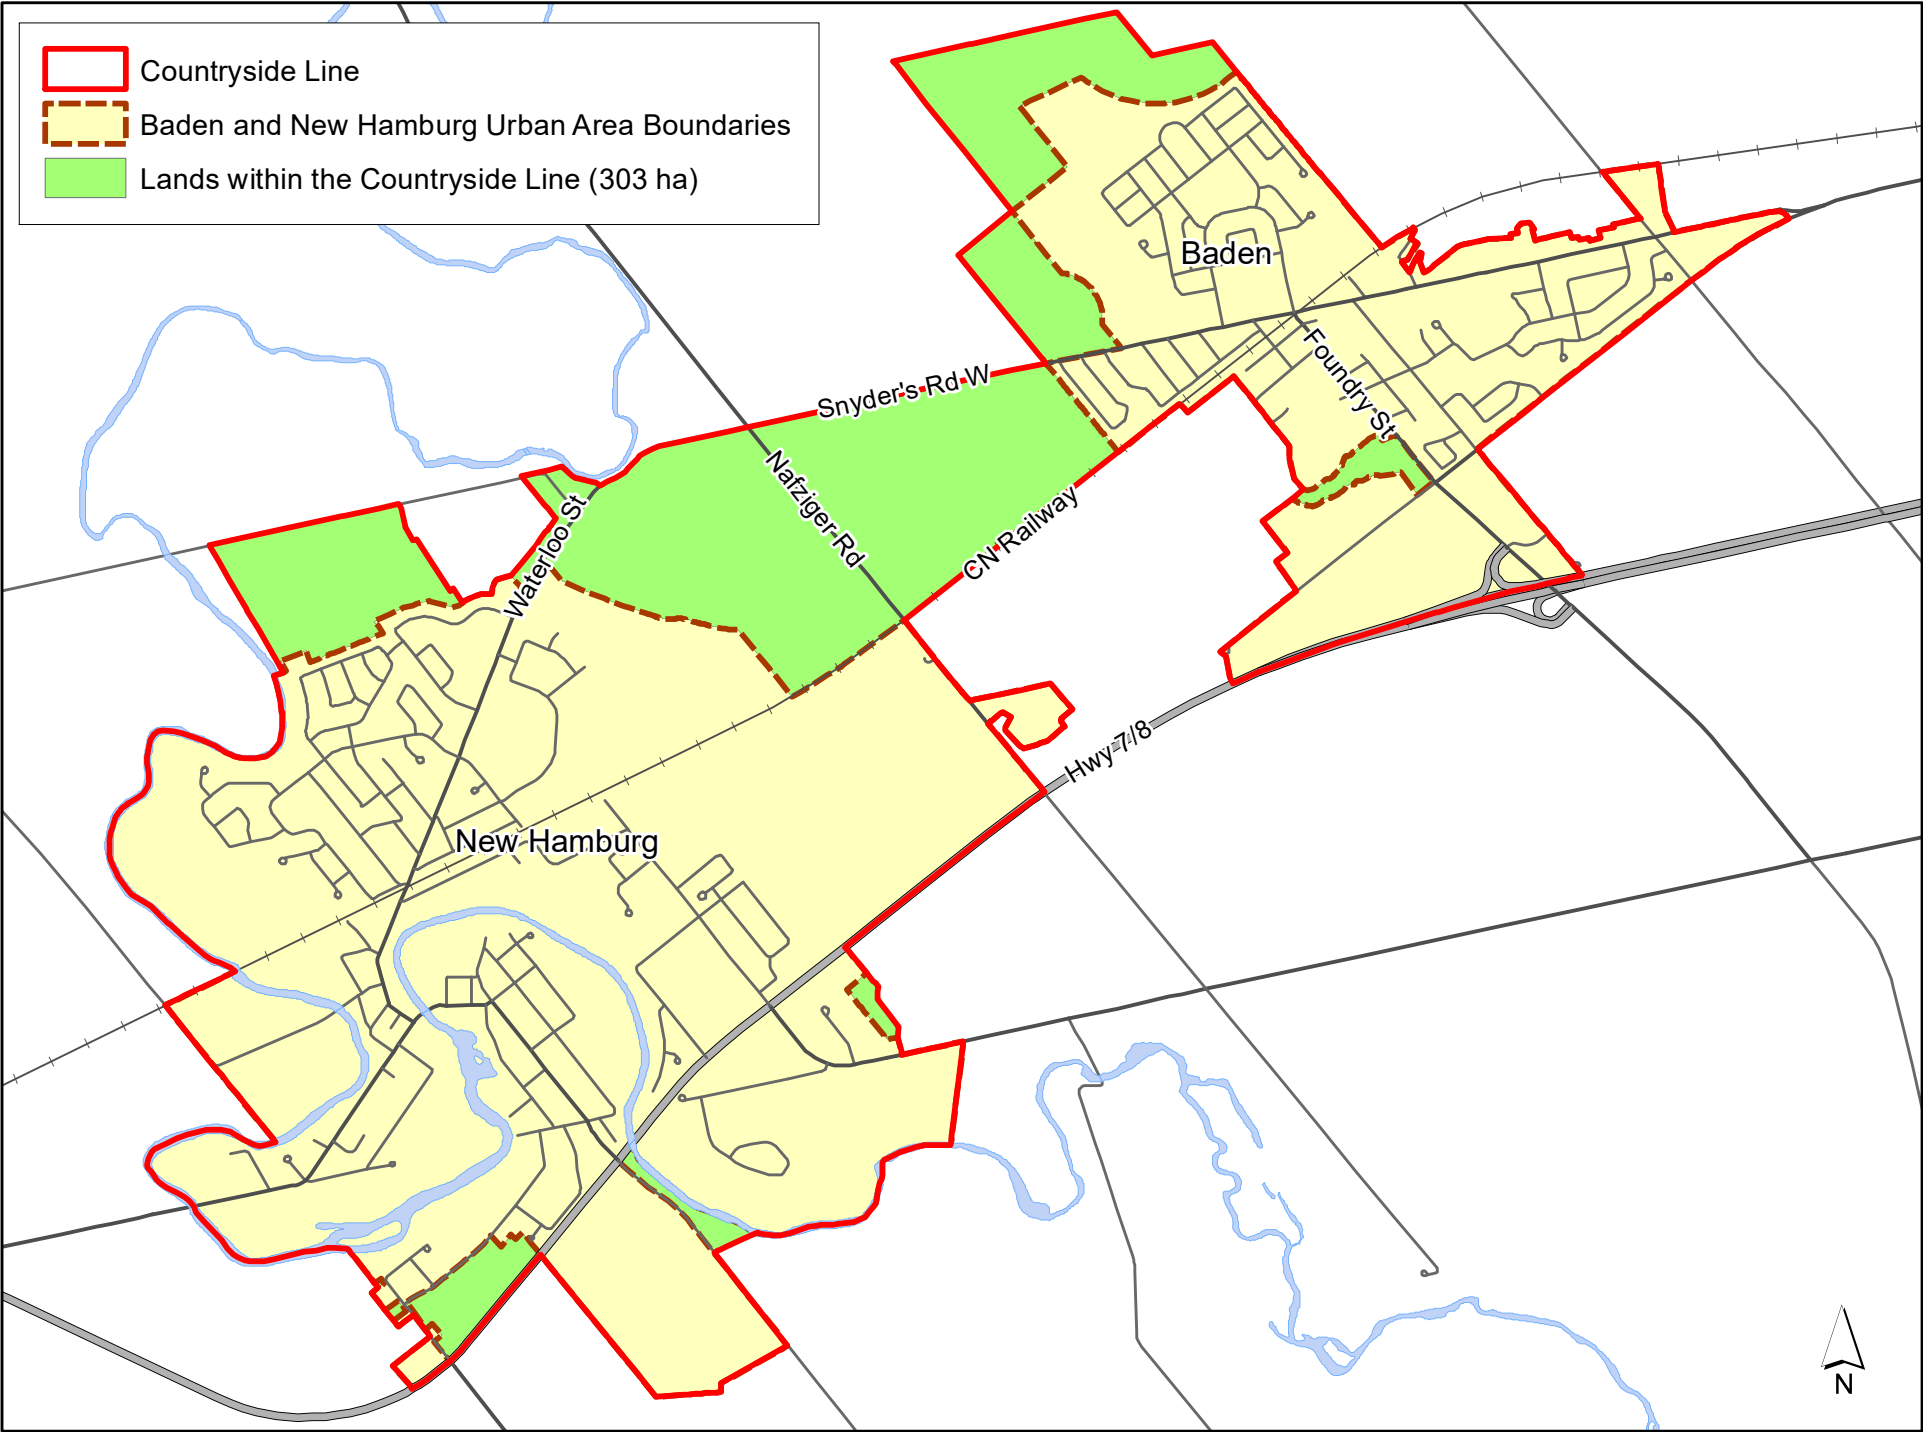 Countryside Line
Baden and New Hamburg Urban Area Boundaries
Lands within the Countryside Line (303 ha)
Baden
Foundry St
Snyder's Rd W
Nafziger Rd
CN Railway
Waterloo St
Hwy 7/8
New Hamburg
N